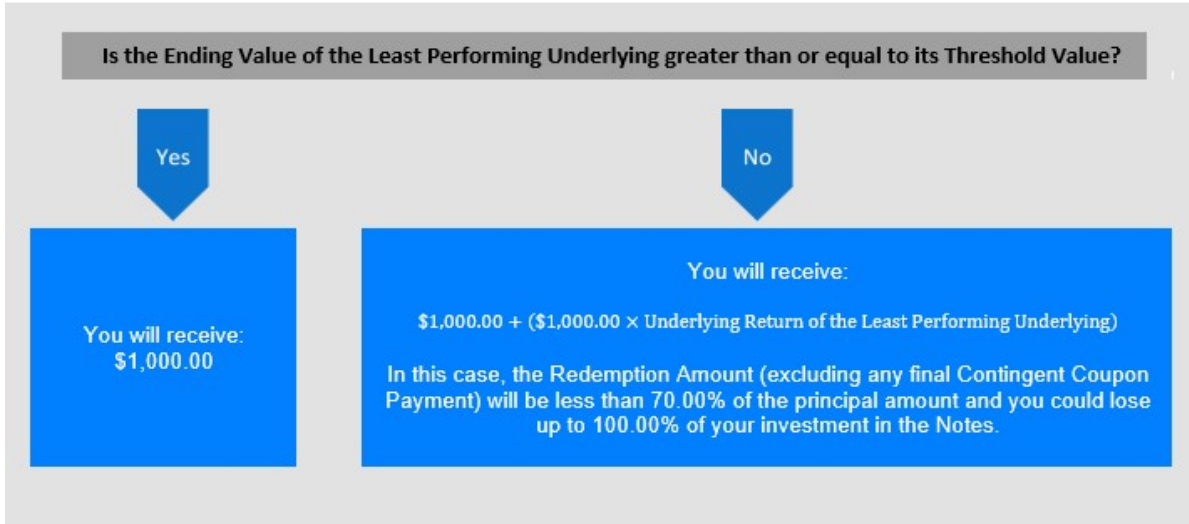 Is the Ending Value of the Least Performing Underlying greater than or equal to its Threshold Value?
Yes
No
You will receive:
$1,000.00
You will receive:
$1,000.00 + ($1,000.00 × Underlying Return of the Least Performing Underlying)
In this case, the Redemption Amount (excluding any final Contingent Coupon
Payment) will be less than 70.00% of the principal amount and you could lose
up to 100.00% of your investment in the Notes.